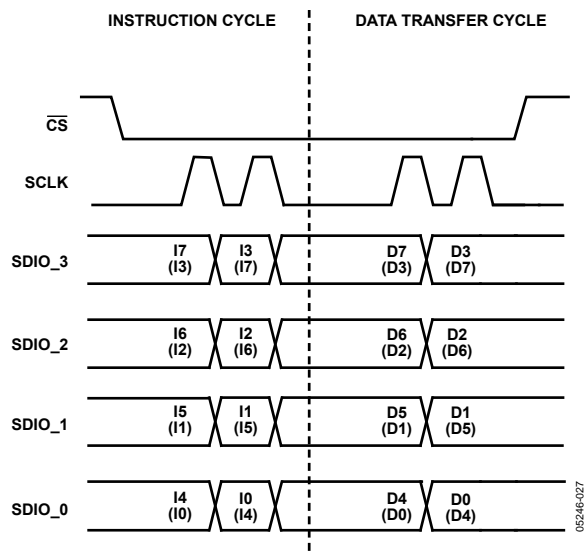 INSTRUCTION CYCLE DATA TRANSFER CYCLE
CS
SCLK
SDIO_3 I7 I3 D7 D3
(I3) (I7) (D3) (D7)
SDIO_2 I6 I2 D6 D2
(I2) (I6) (D2) (D6)
SDIO_1 I5 I1 D5 D1
(I1) (I5) (D1) (D5)
SDIO_0 I4 I0 D4 D0
(I0) (I4) (D0) (D4)
05246-027